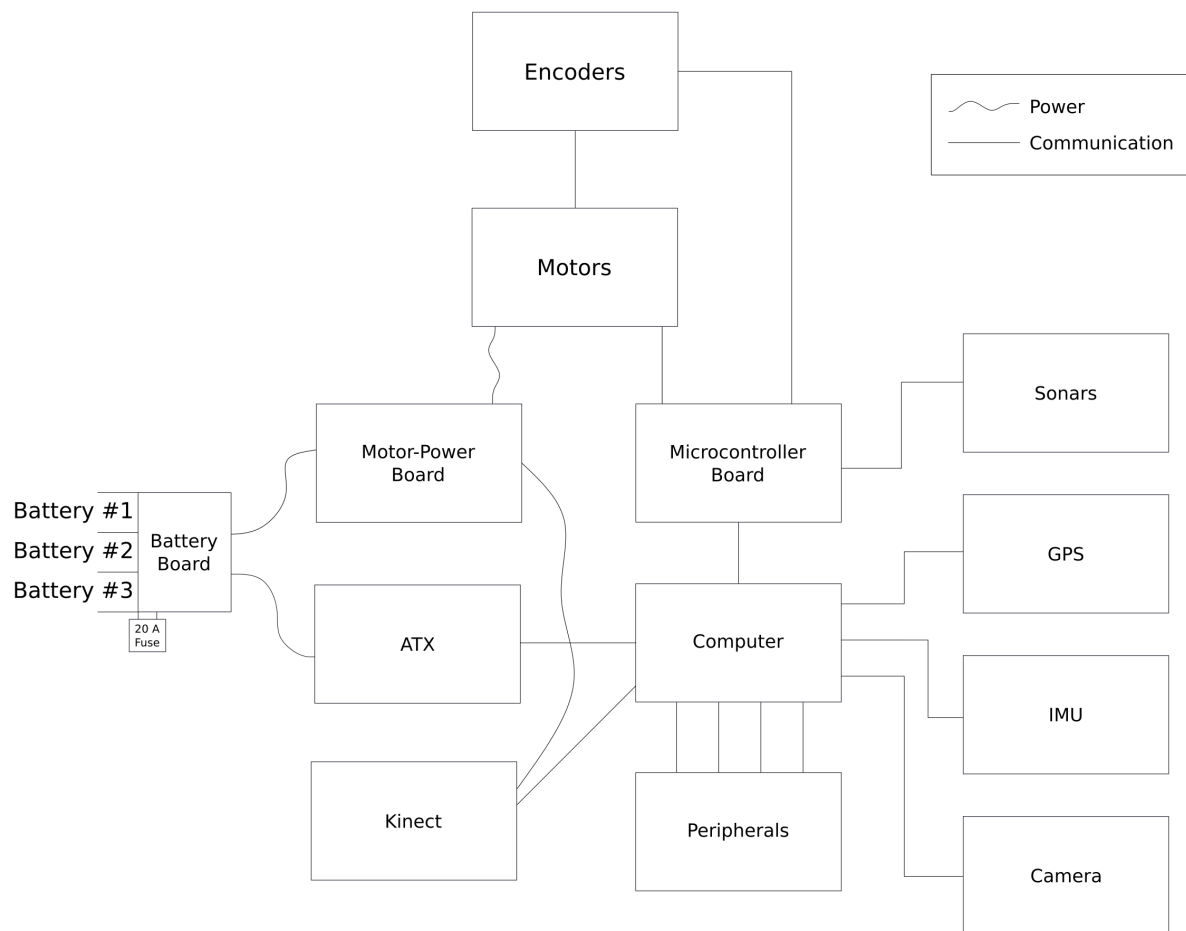 Encoders
Power
Communication
Motors
Sonars
Motor-Power
Board
Microcontroller
Board
Battery #1
Battery #2
Battery #3
Battery
Board
20 A
Fuse
GPS
ATX
Computer
IMU
Kinect
Peripherals
Camera